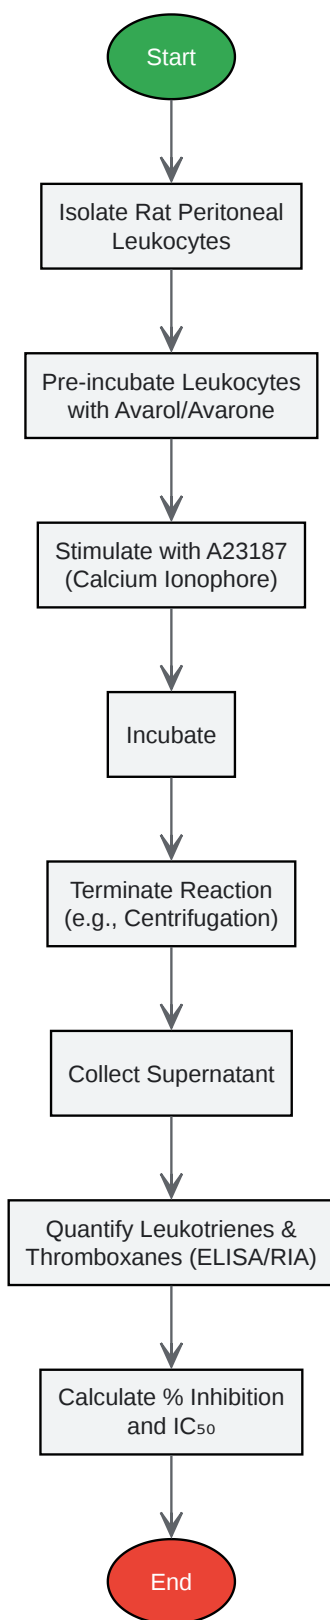 Start
Isolate Rat Peritoneal
Leukocytes
Pre-incubate Leukocytes
with Avarol/Avarone
Stimulate with A23187
(Calcium Ionophore)
Incubate
Terminate Reaction
(e.g., Centrifugation)
Collect Supernatant
Quantify Leukotrienes &
Thromboxanes (ELISA/RIA)
Calculate % Inhibition
and IC₅₀
End